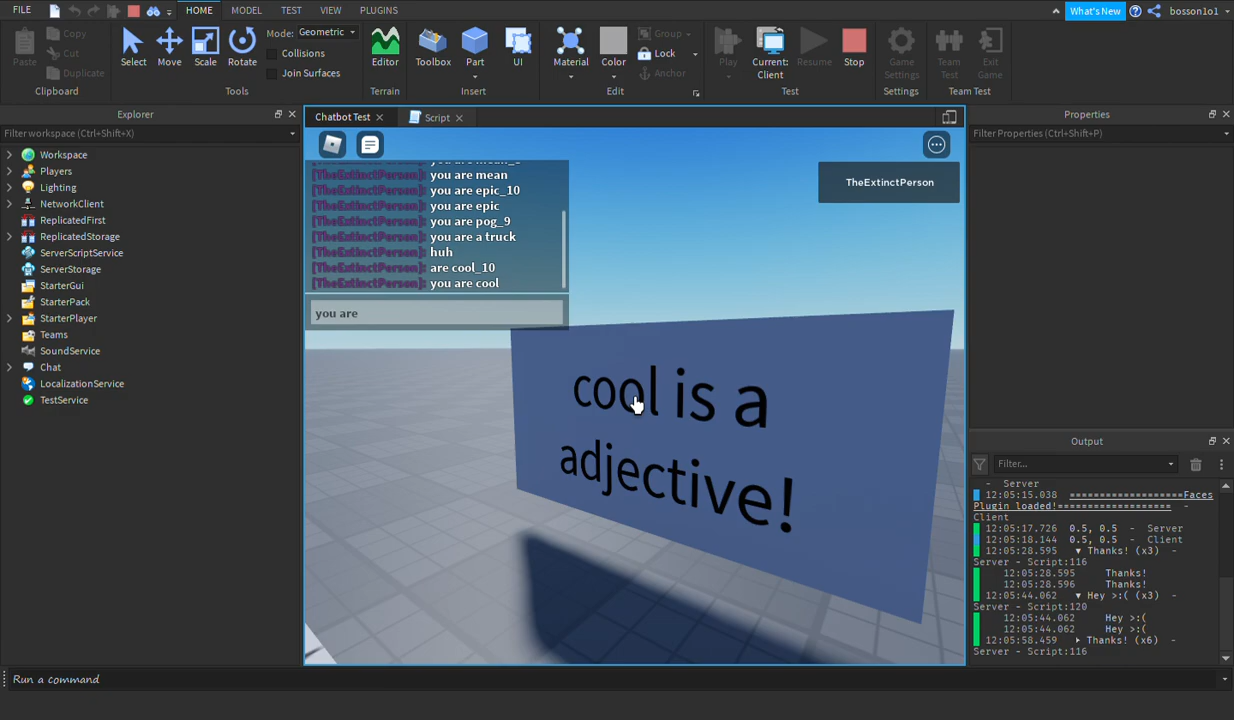 FILE HOME MODEL TEST VIEW PLUGINS What's New bosson1ol
Paste Copy Cut Duplicate Select Move Scale Rotate Mode: Geometric Collisions Join Surfaces Editor Toolbox Part UI Material Color Group Lock Anchor Play Current: Client Resume Stop Game Settings Team Test Exit Game
Clipboard Tools Terrain Insert Edit Test Settings Team Test
Explorer
Filter workspace (Ctrl+Shift+X)
Workspace
Players
Lighting
NetworkClient
ReplicatedFirst
ReplicatedStorage
ServerScriptService
ServerStorage
StarterGui
StarterPack
StarterPlayer
Teams
SoundService
Chat
LocalizationService
TestService
Chatbot Test Script
[TheExtinctPerson]: you are mean
[TheExtinctPerson]: you are epic_10
[TheExtinctPerson]: you are epic
[TheExtinctPerson]: you are pog_9
[TheExtinctPerson]: you are a truck
[TheExtinctPerson]: huh
[TheExtinctPerson]: are cool_10
[TheExtinctPerson]: you are cool
you are
TheExtinctPerson
cool is a
adjective!
Properties
Filter Properties (Ctrl+Shift+P)
Output
Filter...
- Server
12:05:15.038 ====================Faces
Plugin loaded!=================== -
Client
12:05:17.726 0.5, 0.5 - Server
12:05:18.144 0.5, 0.5 - Client
12:05:28.595 ▼ Thanks! (x3) -
Server - Script:116
12:05:28.595 Thanks!
12:05:28.596 Thanks!
12:05:44.062 ▼ Hey >:( (x3) -
Server - Script:120
12:05:44.062 Hey >:(
12:05:44.062 Hey >:(
12:05:58.459 ▶ Thanks! (x6) -
Server - Script:116
Run a command